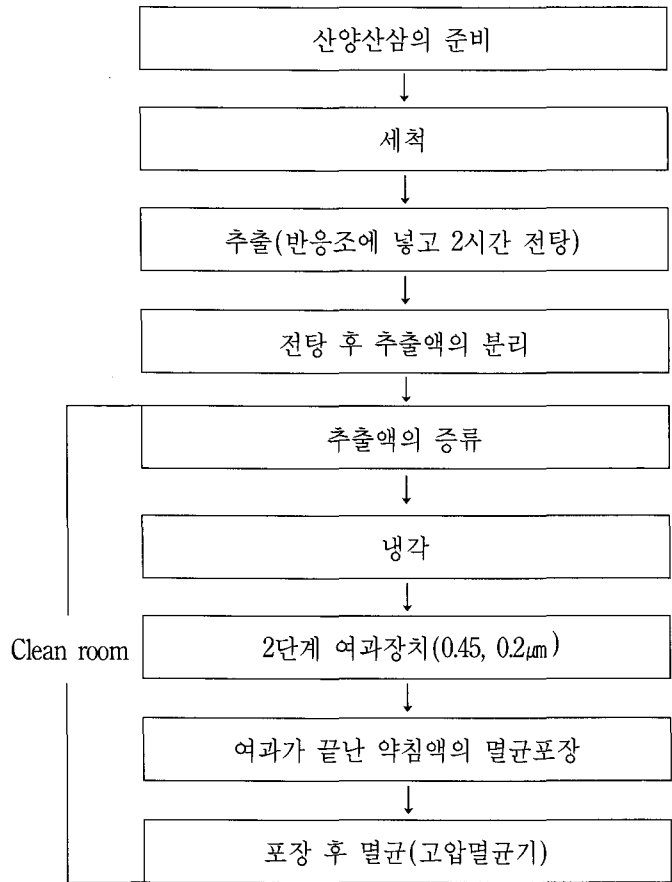 산양산삼의 준비
세척
추출(반응조에 넣고 2시간 전탕)
전탕 후 추출액의 분리
추출액의 증류
냉각
Clean room
2단계 여과장치(0.45, 0.2㎛)
여과가 끝난 약침액의 멸균포장
포장 후 멸균(고압멸균기)